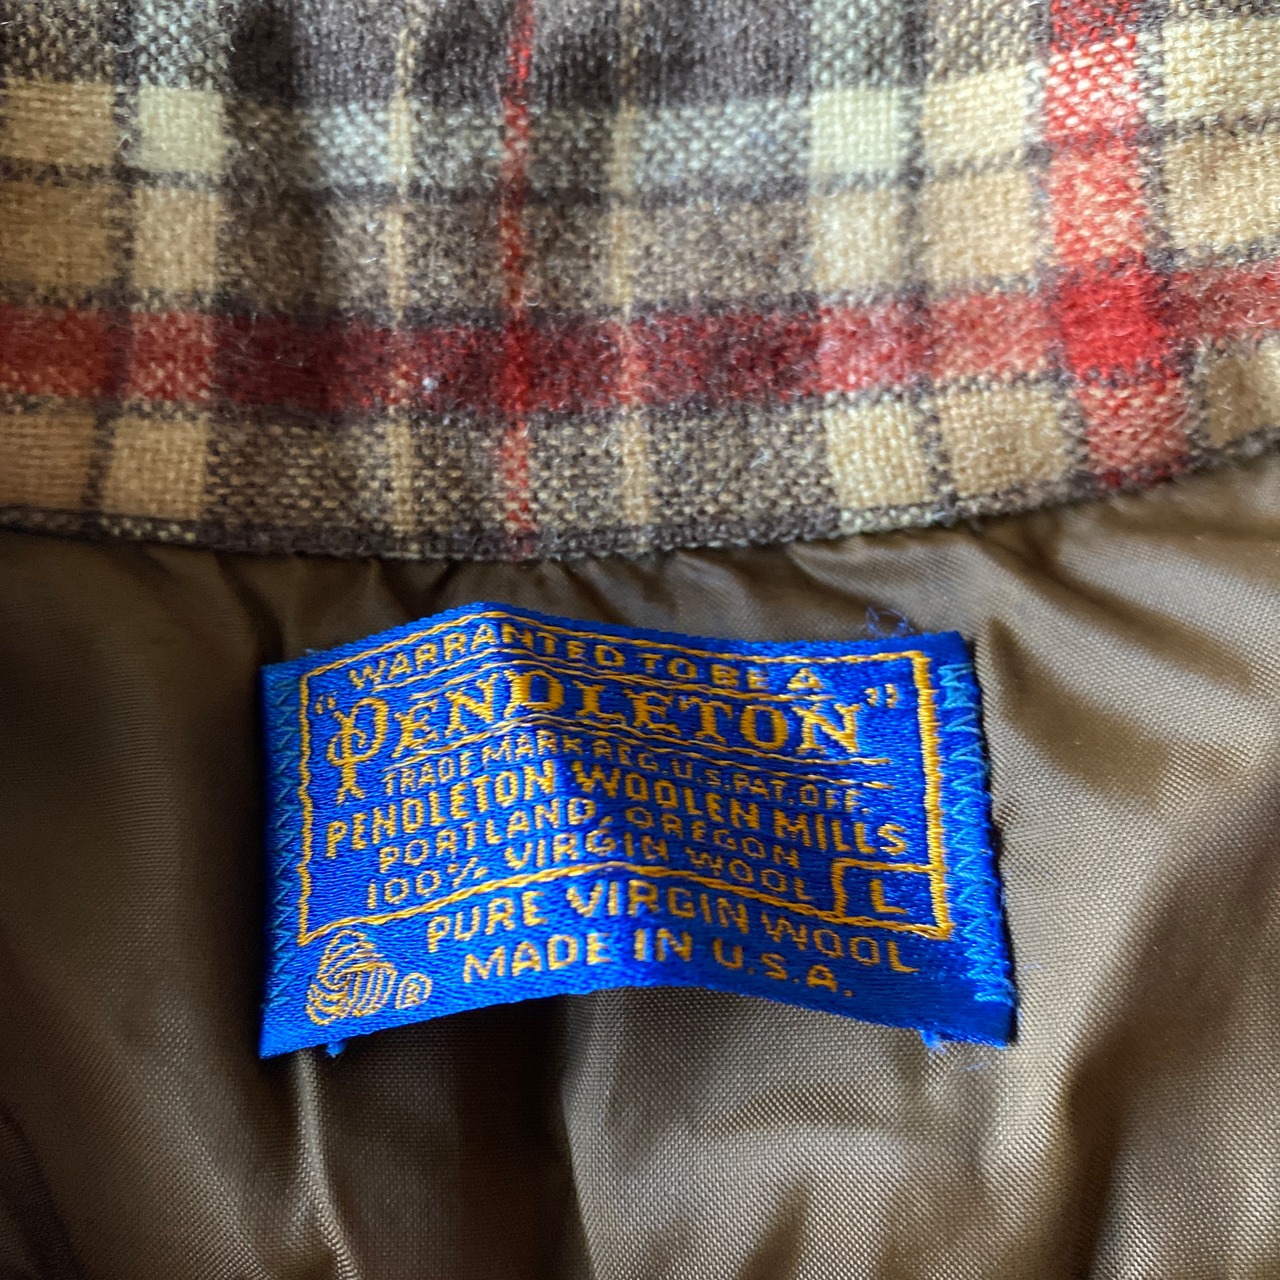 WARRANTED TO BE A
"PENDLETON"
TRADE MARK REG. U.S. PAT. OFF.
PENDLETON WOOLEN MILLS
PORTLAND, OREGON
100% VIRGIN WOOL
L
PURE VIRGIN WOOL
® MADE IN U.S.A.